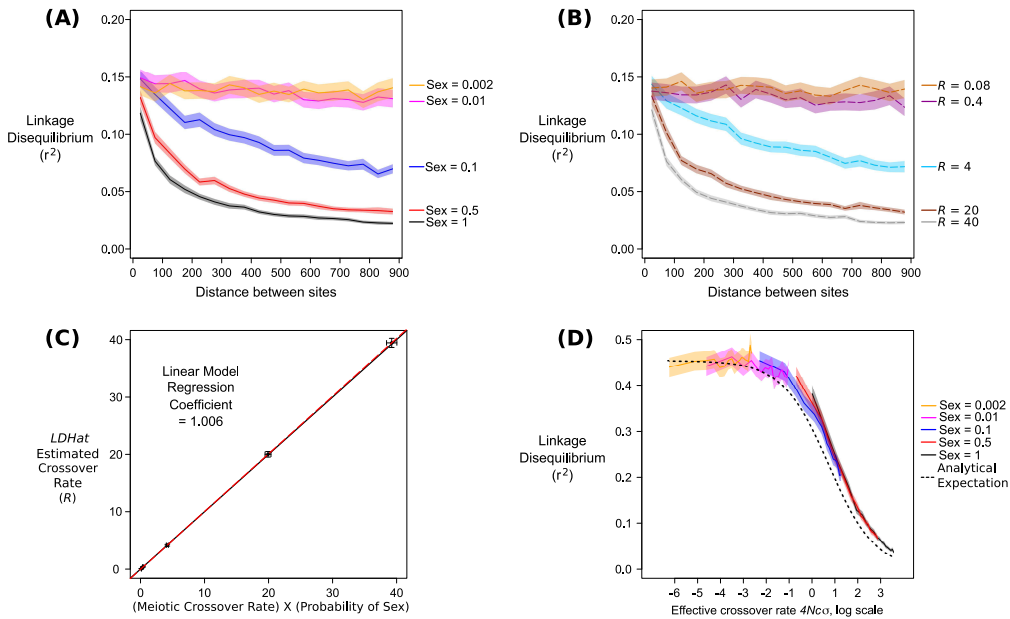 (A)
0.20
0.15
0.10
0.05
0.00
Linkage
Disequilibrium
(r²)
0 100 200 300 400 500 600 700 800 900
Distance between sites
Sex = 0.002
Sex = 0.01
Sex = 0.1
Sex = 0.5
Sex = 1
(B)
0.20
0.15
0.10
0.05
0.00
Linkage
Disequilibrium
(r²)
0 100 200 300 400 500 600 700 800 900
Distance between sites
R = 0.08
R = 0.4
R = 4
R = 20
R = 40
(C)
40
30
20
10
0
LDHat
Estimated
Crossover
Rate
(R)
Linear Model
Regression
Coefficient
= 1.006
0 10 20 30 40
(Meiotic Crossover Rate) X (Probability of Sex)
(D)
0.5
0.4
0.3
0.2
0.1
0.0
Linkage
Disequilibrium
(r²)
-6 -5 -4 -3 -2 -1 0 1 2 3
Effective crossover rate 4Ncσ, log scale
Sex = 0.002
Sex = 0.01
Sex = 0.1
Sex = 0.5
Sex = 1
Analytical
Expectation